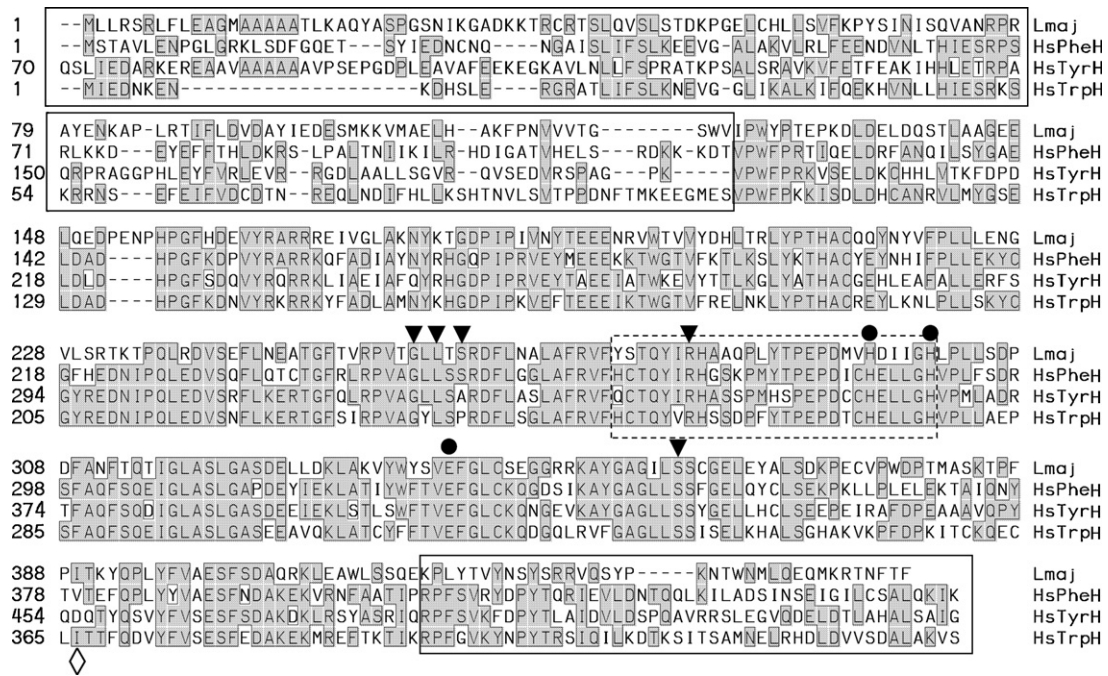 1 MLLRSRLFLEAGMAAAAATLKAQYASPGSNIKGADKKTRCRTSLQVSLSTDKPGELCHLLSVFKPYSINISQVANRPR Lmaj
1 --MSTAVLENPGLGRKLSDFGQET---SYIEDNCNQ----NGAISLIFSLKEEVG-ALAKVLRLFEENDVNLTHIESRPS HsPheH
70 QSLIEDARKEREAAVAAAAAAVPSEPGDPLEAVAFEEKEGKAVLNLLFSPRATKPSALSRAVKVFETFEAKIHHLETRPA HsTyrH
1 --MIEDNKEN--------------------KDHSLE----RGRATLIFSLKNEVG-GLIKALKIFQEKHVNLLHIESRKS HsTrpH
79 AYENKAP-LRTIFLDVDAYIEDESMKKVMAELH-AKFPNVVVTG--------SWVIPWYPTEPKDLDELDQSTLAAGEE Lmaj
71 RLKKD---EYEFFTHLDKRS-LPALTNIIKILR-HDIGATVHELS---RDKK-KDTVPWFPRTIQELDRFANQILSYGAE HsPheH
150 QRPRAGGPHLEYFVRLEVR--RGDLAALLSGVR-QVSEDVRSPAG---PK-----VPWFPRKVSELDKCHHLVTKFDPD HsTyrH
54 KRRNS---EFEIFVDCDTN--REQLNDIFHLLKSHTNVLSVTPPDNFTMKEEGMESVPWFPKKISDLDHCANRVLMYGSE HsTrpH
148 LQEDPENPHPGFHDEVYRARRREIVGLAKNYKTGDPIPIVNYTEEENRVWTVVYDHLTRLYPTHACQQYNYVFPLLLENG Lmaj
142 LDAD----HPGFKDPVYRARRKQFADIAYNYRHGQPIPRVEYMEEEKKTWGTVFKTLKSLYKTHACYEYNHIFPLLEKYC HsPheH
218 LDLD----HPGFSDQVYRQRRKLIAEIAFQYRHGDPIPRVEYTAEEIATWKEVYTTLKGLYATHACGEHLEAFALLERFS HsTyrH
129 LDAD----HPGFKDNVYRKRRKYFADLAMNYKHGDPIPKVEFTEEEIKTWGTVFRELNKLYPTHACREYLKNLPLLSKYC HsTrpH
228 VLSRTKTPQLRDVSEFLNEATGFTVRPVTGLLTSRDFLNALAFRVFYSTQYIRHAAQPLYTPEPDMVHDIIGHLPLLSDP Lmaj
218 GFHEDNIPQLEDVSQFLQTCTGFRLRPVAGLLSSRDFLGGLAFRVFHCTQYIRHGSKPMYTPEPDICHELLGHVPLFSDR HsPheH
294 GYREDNIPQLEDVSRFLKERTGFQLRPVAGLLSARDFLASLAFRVFQCTQYIRHASSPMHSPEPDCCHELLGHVPMLADR HsTyrH
205 GYREDNIPQLEDVSNFLKERTGFSIRPVAGYLSPRDFLSGLAFRVFHCTQYVRHSSDPFYTPEPDTCHELLGHVPLLAEP HsTrpH
308 DFANFTQTIGLASLGASDELLDKLAKVYWYSVEFGLCSEGGRRKAYGAGILSSCGELEYALSDKPECVPWDPTMASKTPF Lmaj
298 SFAQFSQEIGLASLGAPDEYIEKLATIYWFTVEFGLCKQGDSIKAYGAGLLSSFGELQYCLSEKPKLLPLELEKTAIQNY HsPheH
374 TFAQFSQDIGLASLGASDEEIEKLSTLSWFTVEFGLCKQNGEVKAYGAGLLSSYGELLHCLSEEPEIRAFDPEAAAVQPY HsTyrH
285 SFAQFSQEIGLASLGASEEAVQKLATCYFFTVEFGLCKQDGQLRVFGAGLLSSISELKHALSGHAKVKPFDPKITCKQEC HsTrpH
388 PITKYQPLYFVAESFSDAQRKLEAWLSSQEKPLYTVYNSYSRRVQSYP-----KNTWNMLQEQMKRTNFTF Lmaj
378 TVTEFQPLYYVAESFNDAKEKVRNFAATIPRPFSVRYDPYTQRIEVLDNTQQLKILADSINSEIGILCSALQKIK HsPheH
454 QDQTYQSVYFVSESFSDAKDKLRSYASRIQRPFSVKFDPYTLAIDVLDSPQAVRRSLEGVQDELDTLAHALSAIG HsTyrH
365 LITTFQDVYFVSESFEDAKEKMREFTKTIKRPFGVKYNPYTRSIQILKDTKSITSAMNELRHDLDVVSDALAKVS HsTrpH